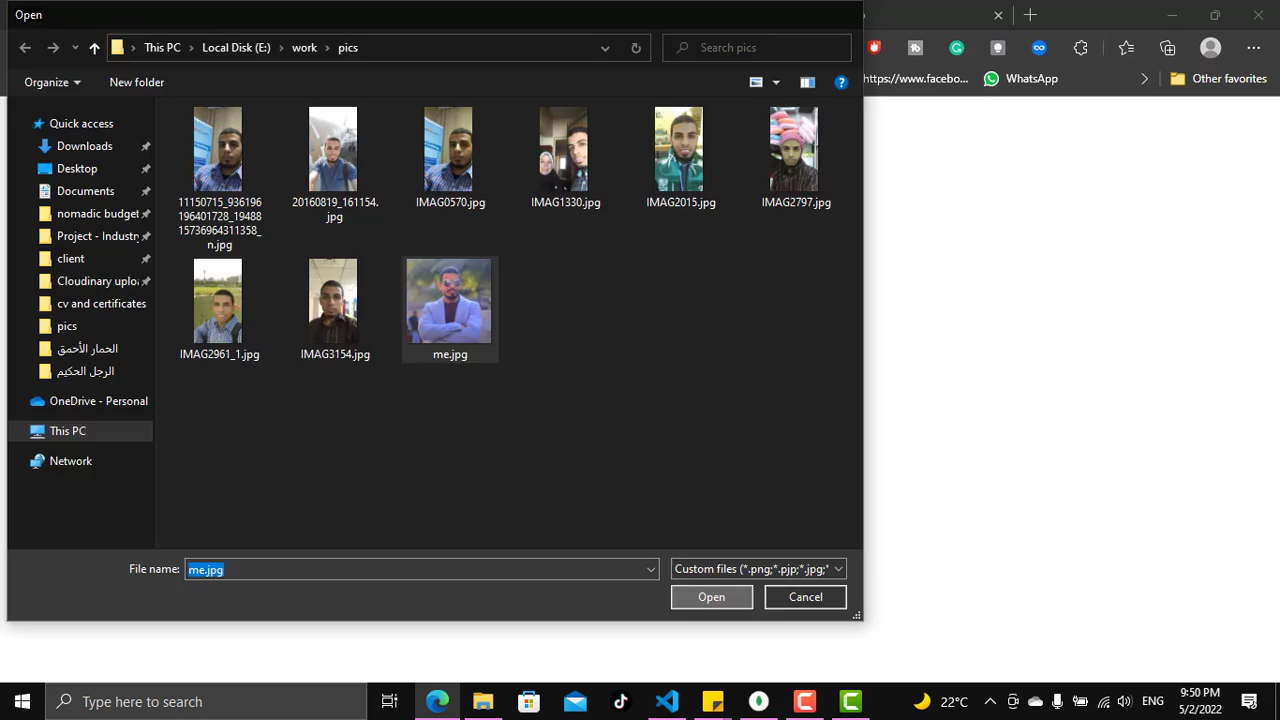 Open
This PC
Local Disk (E:)
work
pics
Search pics
https://www.facebo...
WhatsApp
Other favorites
Organize
New folder
Quick access
Downloads
Desktop
Documents
nomadic budget
Project - Industry
client
Cloudinary uplo
cv and certificates
pics
الحمار الأحمق
الرجل الحكيم
OneDrive - Personal
This PC
Network
11150715_936196
196401728_19488
15736964311358_
n.jpg
20160819_161154.
jpg
IMAG0570.jpg
IMAG1330.jpg
IMAG2015.jpg
IMAG2797.jpg
IMAG2961_1.jpg
IMAG3154.jpg
me.jpg
File name:
me.jpg
Custom files (*.png;*.pjp;*.jpg;*
Open
Cancel
Type here to search
22°C
ENG
9:50 PM
5/2/2022